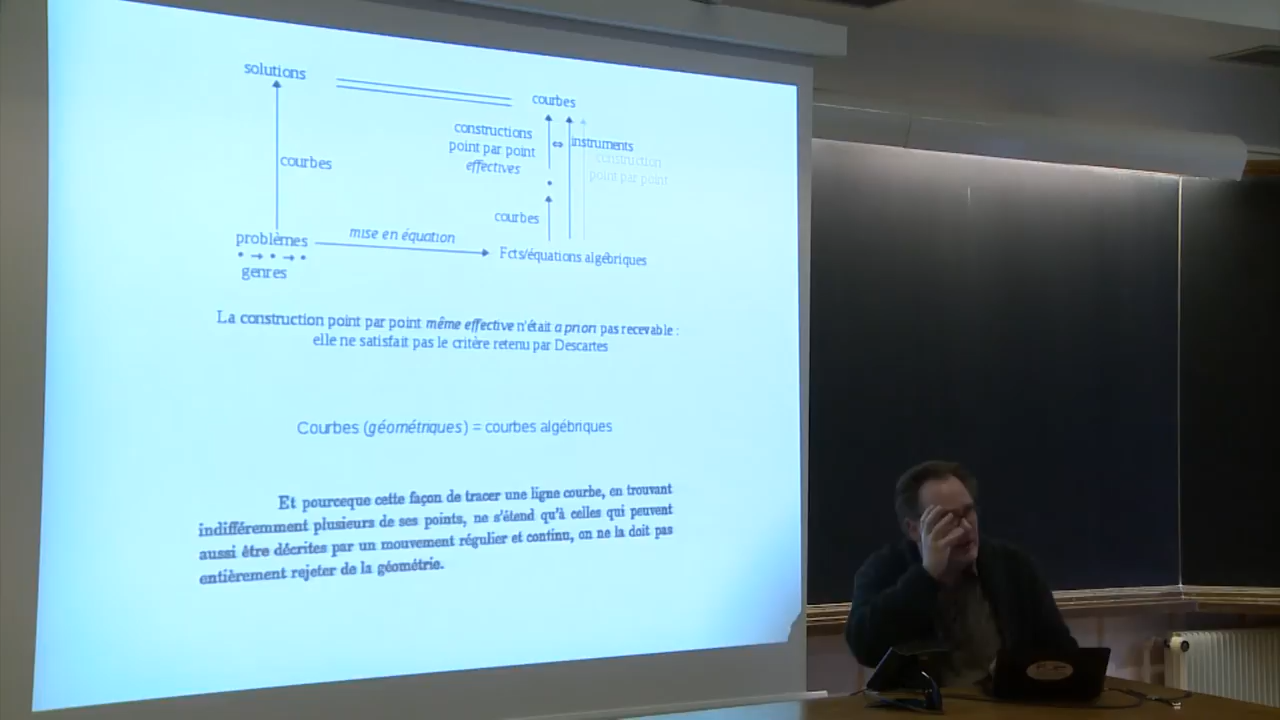 solutions
courbes
constructions
point par point
effectives
⇔
instruments
construction
point par point
courbes
courbes
problèmes
mise en équation
Fcts/équations algébriques
• → • → •
genres
La construction point par point même effective n'était a priori pas recevable :
elle ne satisfait pas le critère retenu par Descartes
Courbes (géométriques) = courbes algébriques
Et pourceque cette façon de tracer une ligne courbe, en trouvant
indifféremment plusieurs de ses points, ne s'étend qu'à celles qui peuvent
aussi être décrites par un mouvement régulier et continu, on ne la doit pas
entièrement rejeter de la géométrie.